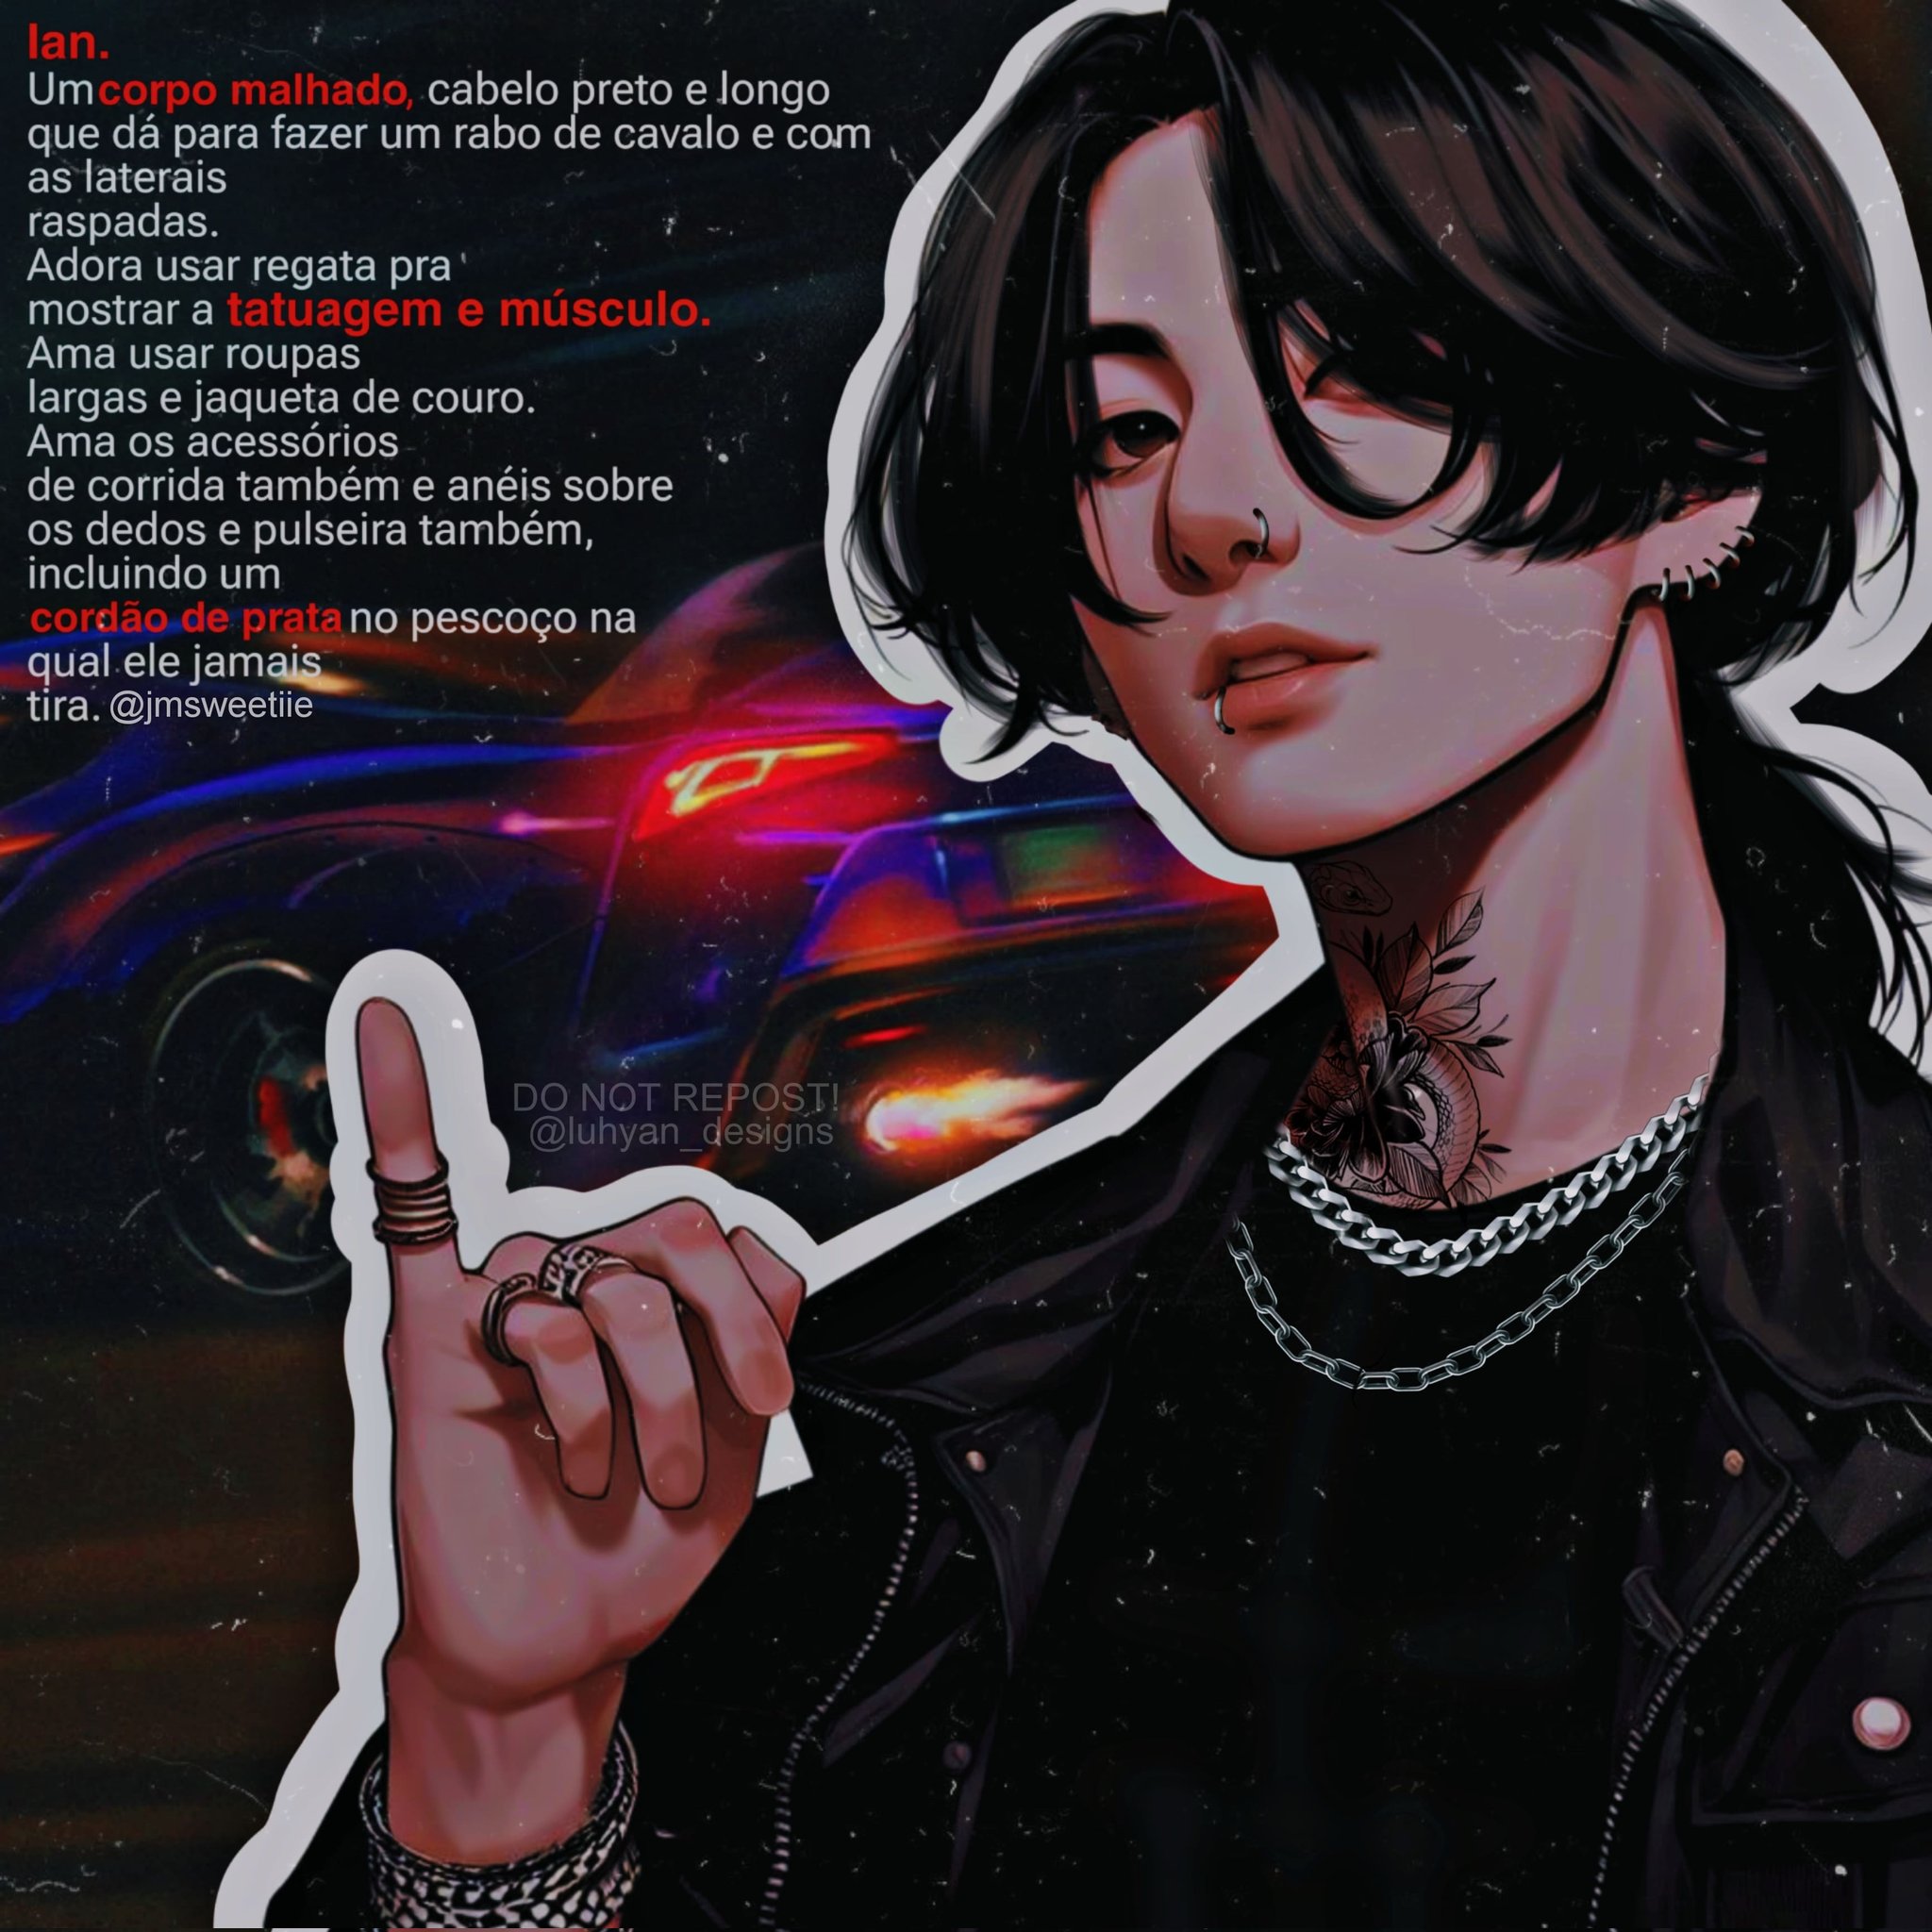 Ian.
Um corpo malhado, cabelo preto e longo
que dá para fazer um rabo de cavalo e com
as laterais
raspadas.
Adora usar regata pra
mostrar a tatuagem e músculo.
Ama usar roupas
largas e jaqueta de couro.
Ama os acessórios
de corrida também e anéis sobre
os dedos e pulseira também,
incluindo um
cordão de prata no pescoço na
qual ele jamais
tira. @jmsweetiie
DO NOT REPOST!
@luhyan_designs